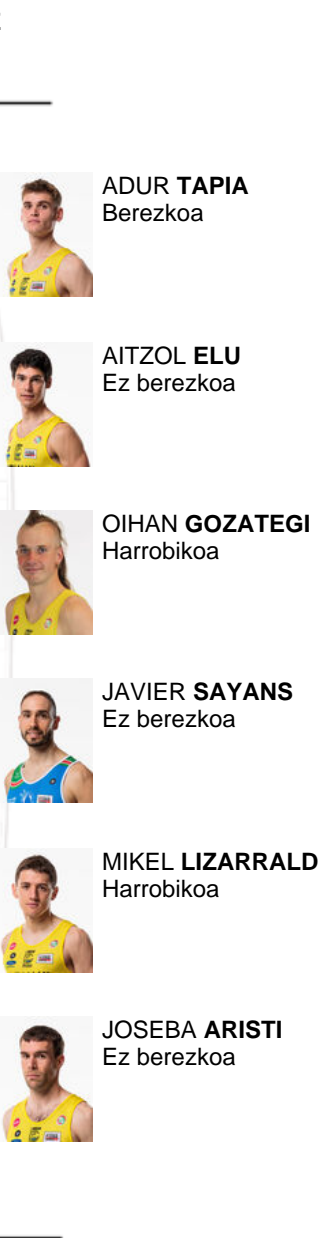 ADUR TAPIA
Berezkoa
AITZOL ELU
Ez berezkoa
OIHAN GOZATEGI
Harrobikoa
JAVIER SAYANS
Ez berezkoa
MIKEL LIZARRALD
Harrobikoa
JOSEBA ARISTI
Ez berezkoa